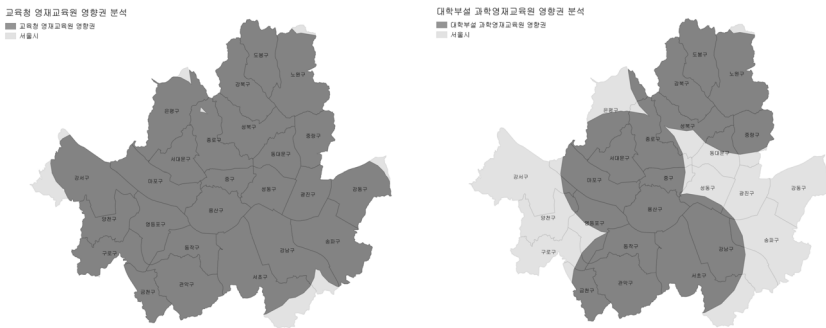 교육청 영재교육원 영향권 분석
교육청 영재교육원 영향권
서울시
도봉구
노원구
강북구
은평구
성북구
중랑구
종로구
서대문구
동대문구
강서구
마포구
중구
성동구
광진구
강동구
용산구
양천구
영등포구
송파구
동작구
강남구
구로구
서초구
관악구
금천구
대학부설 과학영재교육원 영향권 분석
대학부설 과학영재교육원 영향권
서울시
도봉구
노원구
강북구
은평구
성북구
중랑구
종로구
동대문구
서대문구
강서구
마포구
중구
성동구
광진구
강동구
용산구
양천구
영등포구
송파구
동작구
강남구
구로구
서초구
관악구
금천구